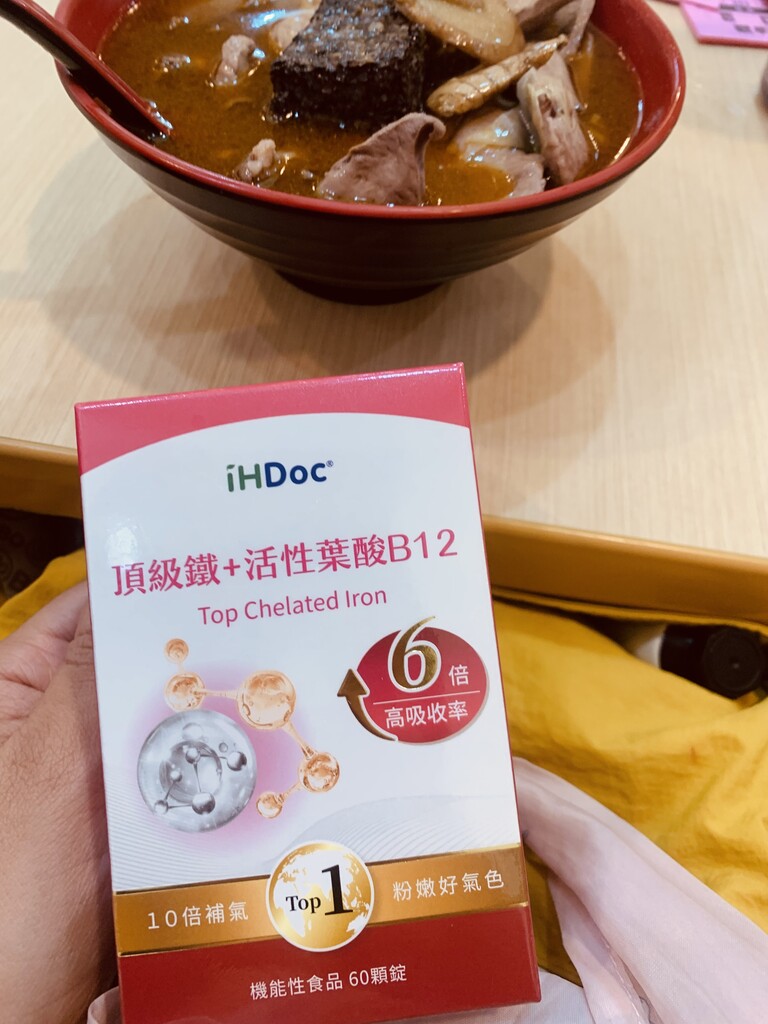 iHDoc®
頂級鐵+活性葉酸B12
Top Chelated Iron
6倍
高吸收率
10倍補氣
Top 1
粉嫩好氣色
機能性食品 60顆錠